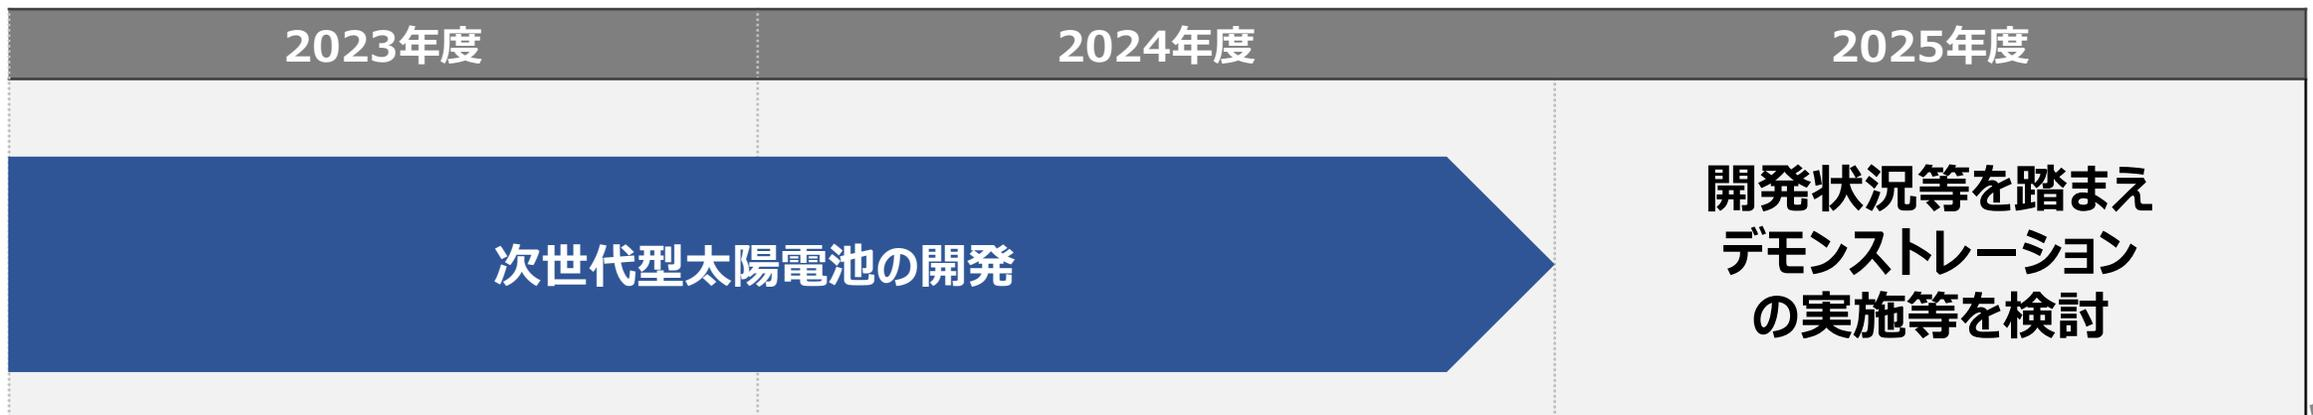 2023年度 2024年度 2025年度
次世代型太陽電池の開発
開発状況等を踏まえ
デモンストレーション
の実施等を検討